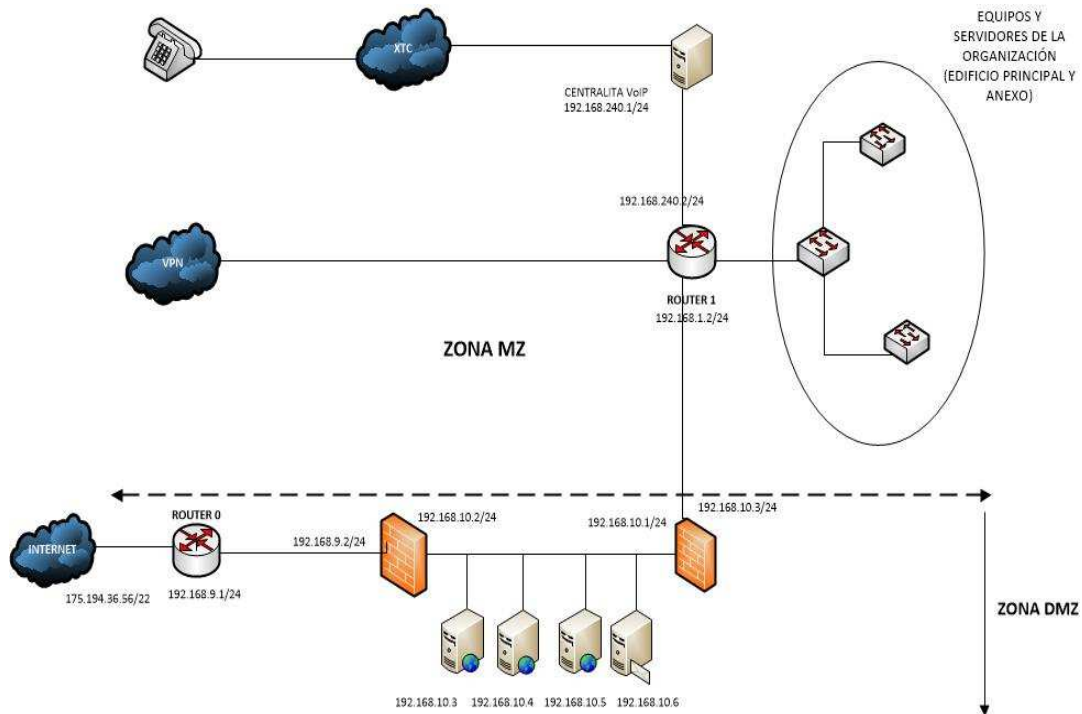 EQUIPOS Y
SERVIDORES DE LA
ORGANIZACIÓN
(EDIFICIO PRINCIPAL Y
ANEXO)
XTC
CENTRALITA VoIP
192.168.240.1/24
192.168.240.2/24
VPN
ROUTER 1
192.168.1.2/24
ZONA MZ
ROUTER 0
192.168.10.2/24
192.168.10.1/24
192.168.10.3/24
INTERNET
192.168.9.2/24
175.194.36.56/22
192.168.9.1/24
ZONA DMZ
192.168.10.3
192.168.10.4
192.168.10.5
192.168.10.6